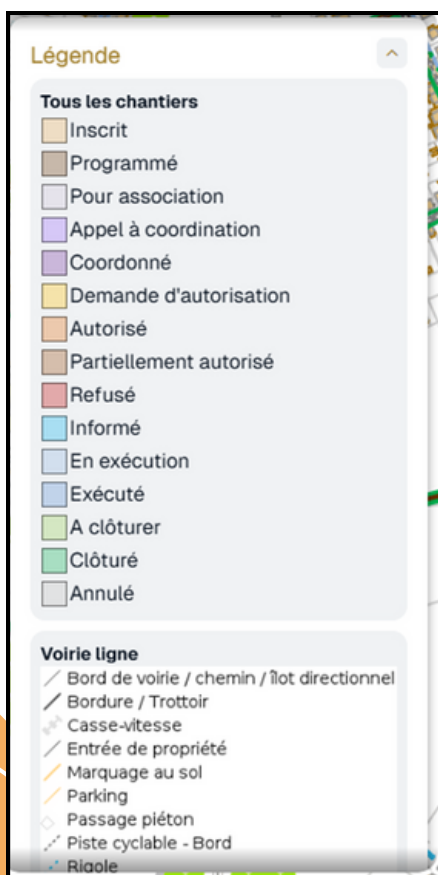 Légende
Tous les chantiers
Inscrit
Programmé
Pour association
Appel à coordination
Coordonné
Demande d'autorisation
Autorisé
Partiellement autorisé
Refusé
Informé
En exécution
Exécuté
A clôturer
Clôturé
Annulé
Voirie ligne
Bord de voirie / chemin / îlot directionnel
Bordure / Trottoir
Casse-vitesse
Entrée de propriété
Marquage au sol
Parking
Passage piéton
Piste cyclable - Bord
Rigole